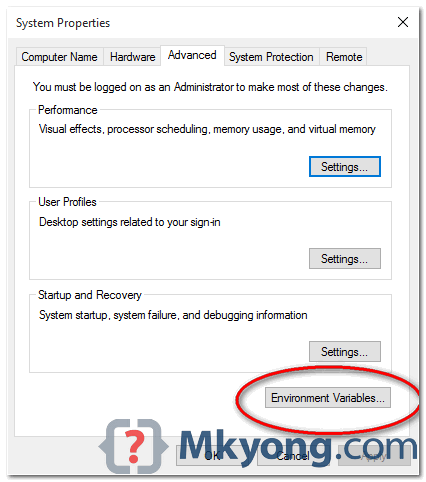 System Properties
Computer Name Hardware Advanced System Protection Remote
You must be logged on as an Administrator to make most of these changes.
Performance
Visual effects, processor scheduling, memory usage, and virtual memory
Settings...
User Profiles
Desktop settings related to your sign-in
Settings...
Startup and Recovery
System startup, system failure, and debugging information
Settings...
Environment Variables...
{?} Mkyong.com
OK Cancel Apply